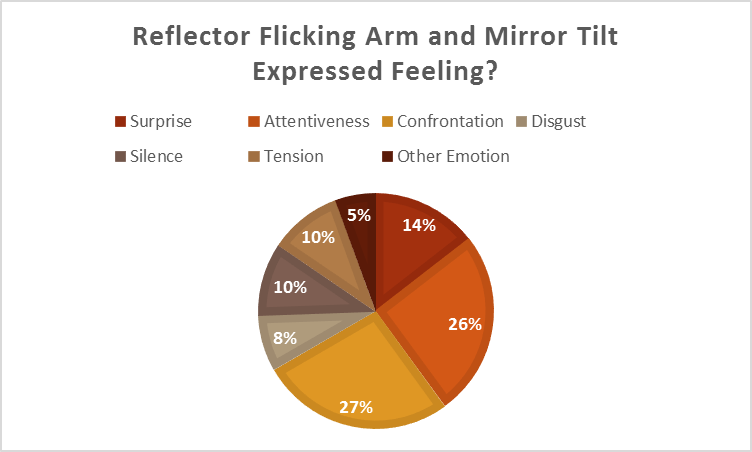 Reflector Flicking Arm and Mirror Tilt
Expressed Feeling?
Surprise Attentiveness Confrontation Disgust
Silence Tension Other Emotion
5%
14%
10%
10%
26%
8%
27%